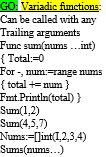 GO: Variadic functions:
Can be called with any
Trailing arguments
Func sum(nums …int)
{ Total:=0
For -, num:=range nums
{ total += num }
Fmt.Println(total) }
Sum(1,2)
Sum(4,5,7)
Nums:=[]int(1,2,3,4)
Sums(nums…)